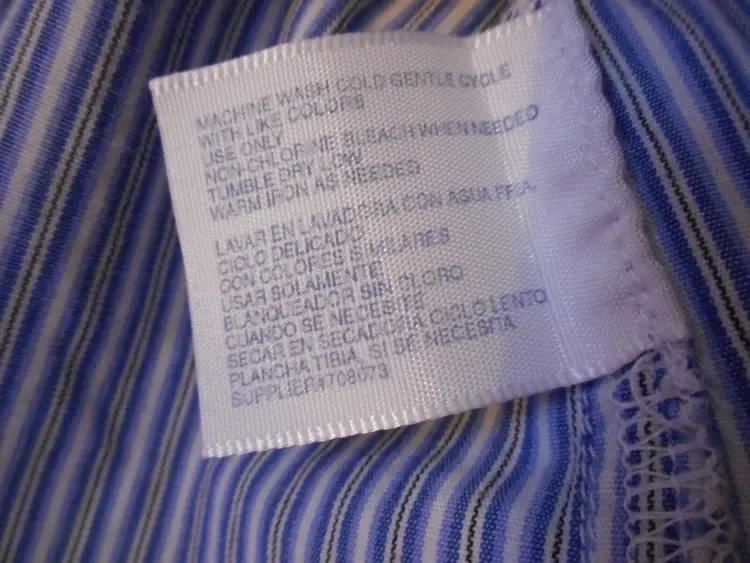 MACHINE WASH COLD GENTLE CYCLE
WITH LIKE COLORS
USE ONLY
NON-CHLORINE BLEACH WHEN NEEDED
TUMBLE DRY LOW
WARM IRON AS NEEDED
LAVAR EN LAVADORA CON AGUA FRIA
CICLO DELICADO
CON COLORES SIMILARES
USAR SOLAMENTE
BLANQUEADOR SIN CLORO
CUANDO SE NECESITE
SECAR EN SECADORA CICLO LENTO
PLANCHA TIBIA, SI SE NECESITA
SUPPLIER#708073